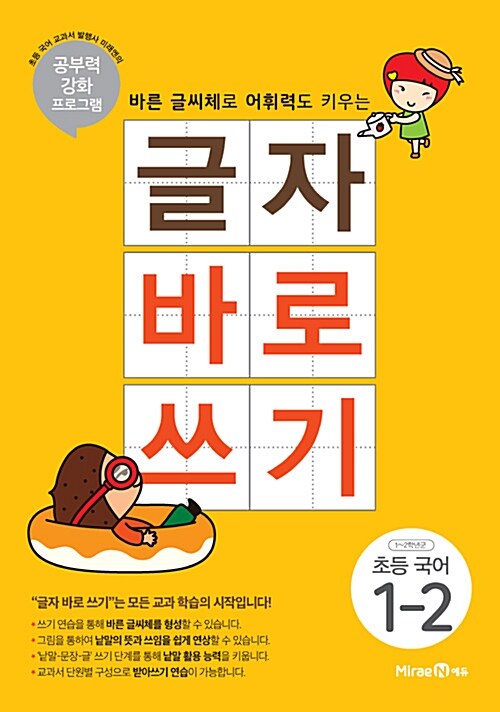 초등 국어 교과서 발행사 미래엔의
공부력
강화
프로그램
바른 글씨체로 어휘력도 키우는
글자
바로
쓰기
1~2학년군
초등 국어
1-2
“글자 바로 쓰기”는 모든 교과 학습의 시작입니다!
• 쓰기 연습을 통해 바른 글씨체를 형성할 수 있습니다.
• 그림을 통하여 낱말의 뜻과 쓰임을 쉽게 연상할 수 있습니다.
• '낱말-문장-글' 쓰기 단계를 통해 낱말 활용 능력을 키웁니다.
• 교과서 단원별 구성으로 받아쓰기 연습이 가능합니다.
Mirae N 에듀